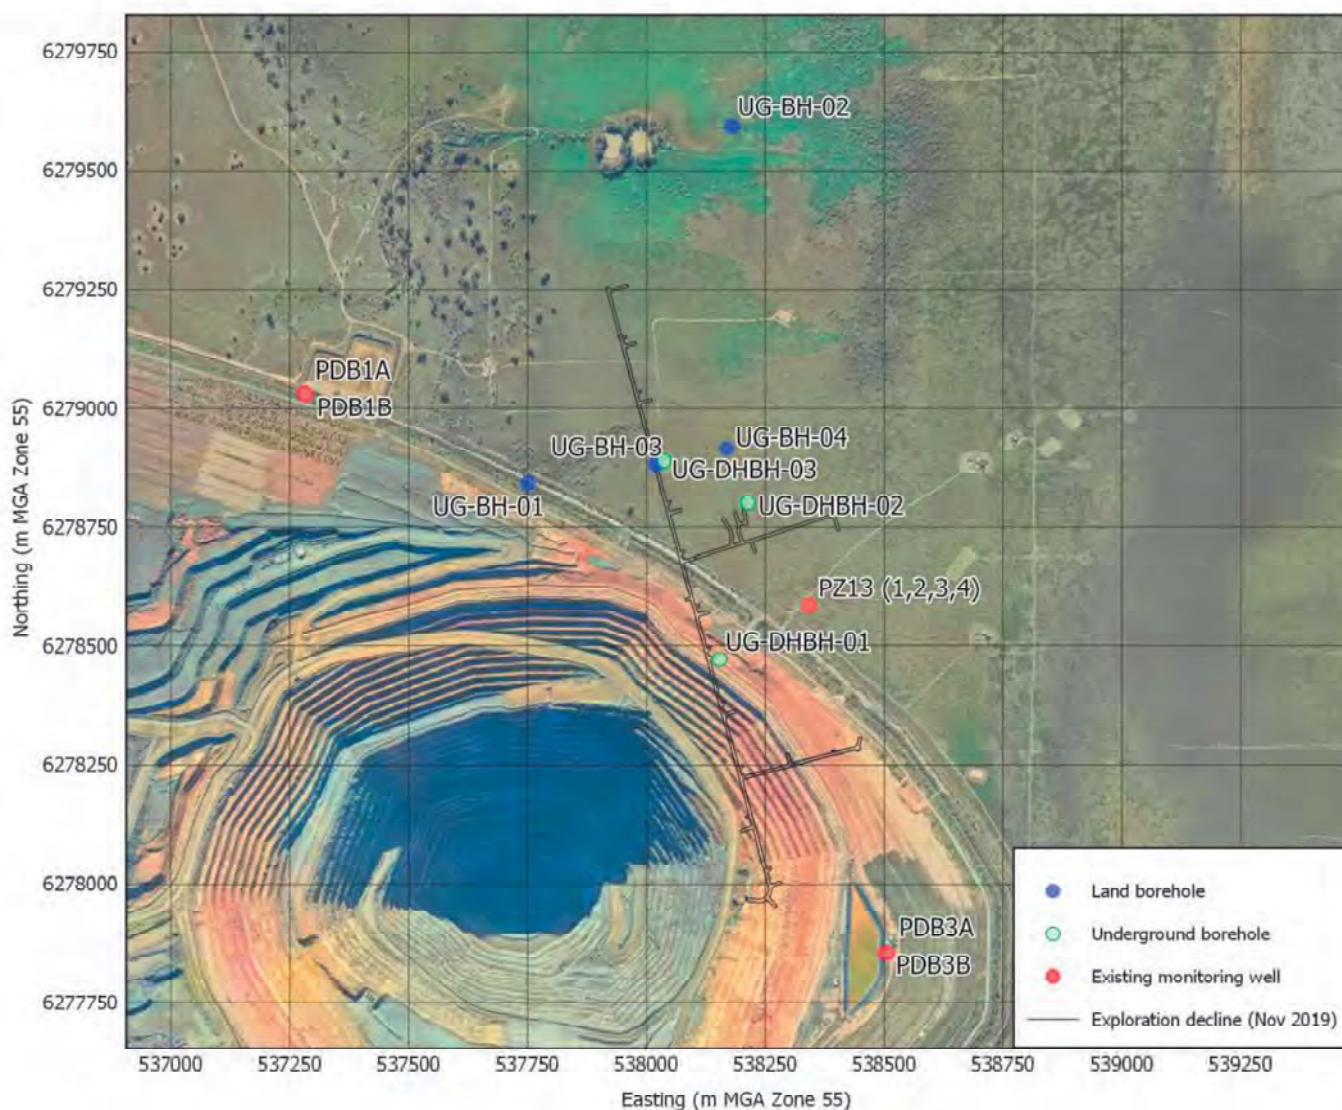 6279750
UG-BH-02
6279500
6279250
PDB1A
PDB1B
6279000
UG-BH-03
UG-BH-04
UG-DHBH-03
UG-BH-01
UG-DHBH-02
6278750
PZ13 (1,2,3,4)
UG-DHBH-01
6278500
6278250
6278000
PDB3A
PDB3B
6277750
Northing (m MGA Zone 55)
Land borehole
Underground borehole
Existing monitoring well
Exploration decline (Nov 2019)
537000 537250 537500 537750 538000 538250 538500 538750 539000 539250
Easting (m MGA Zone 55)